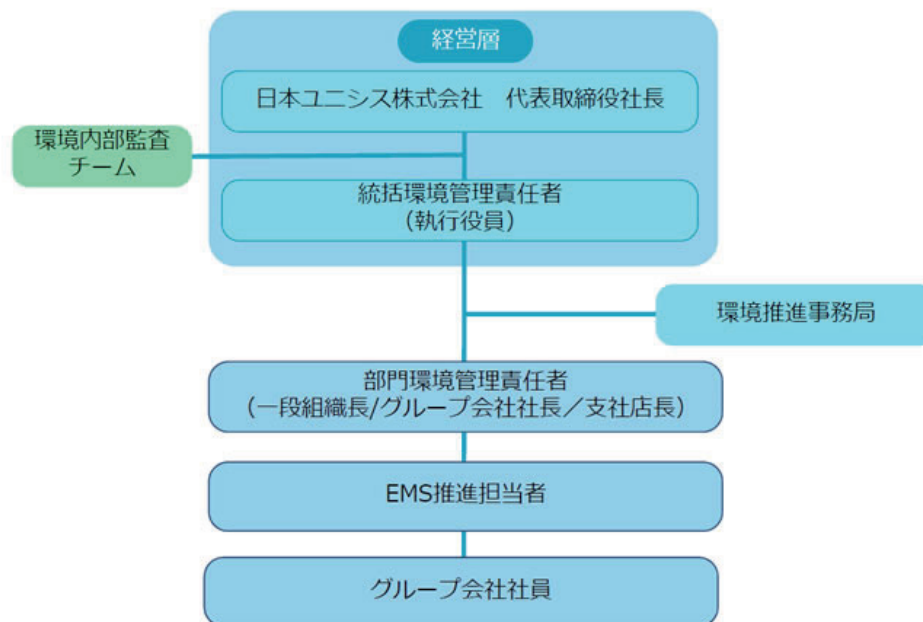 経営層
日本ユニシス株式会社　代表取締役社長
環境内部監査
チーム
統括環境管理責任者
（執行役員）
環境推進事務局
部門環境管理責任者
（一段組織長/グループ会社社長／支社店長）
EMS推進担当者
グループ会社社員